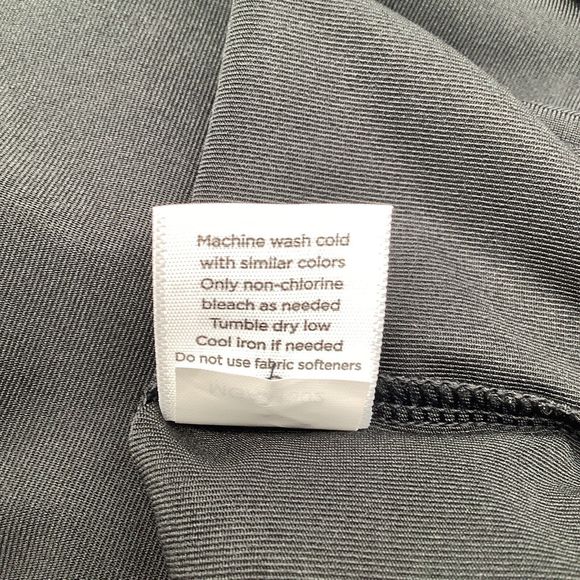 Machine wash cold
with similar colors
Only non-chlorine
bleach as needed
Tumble dry low
Cool iron if needed
Do not use fabric softeners